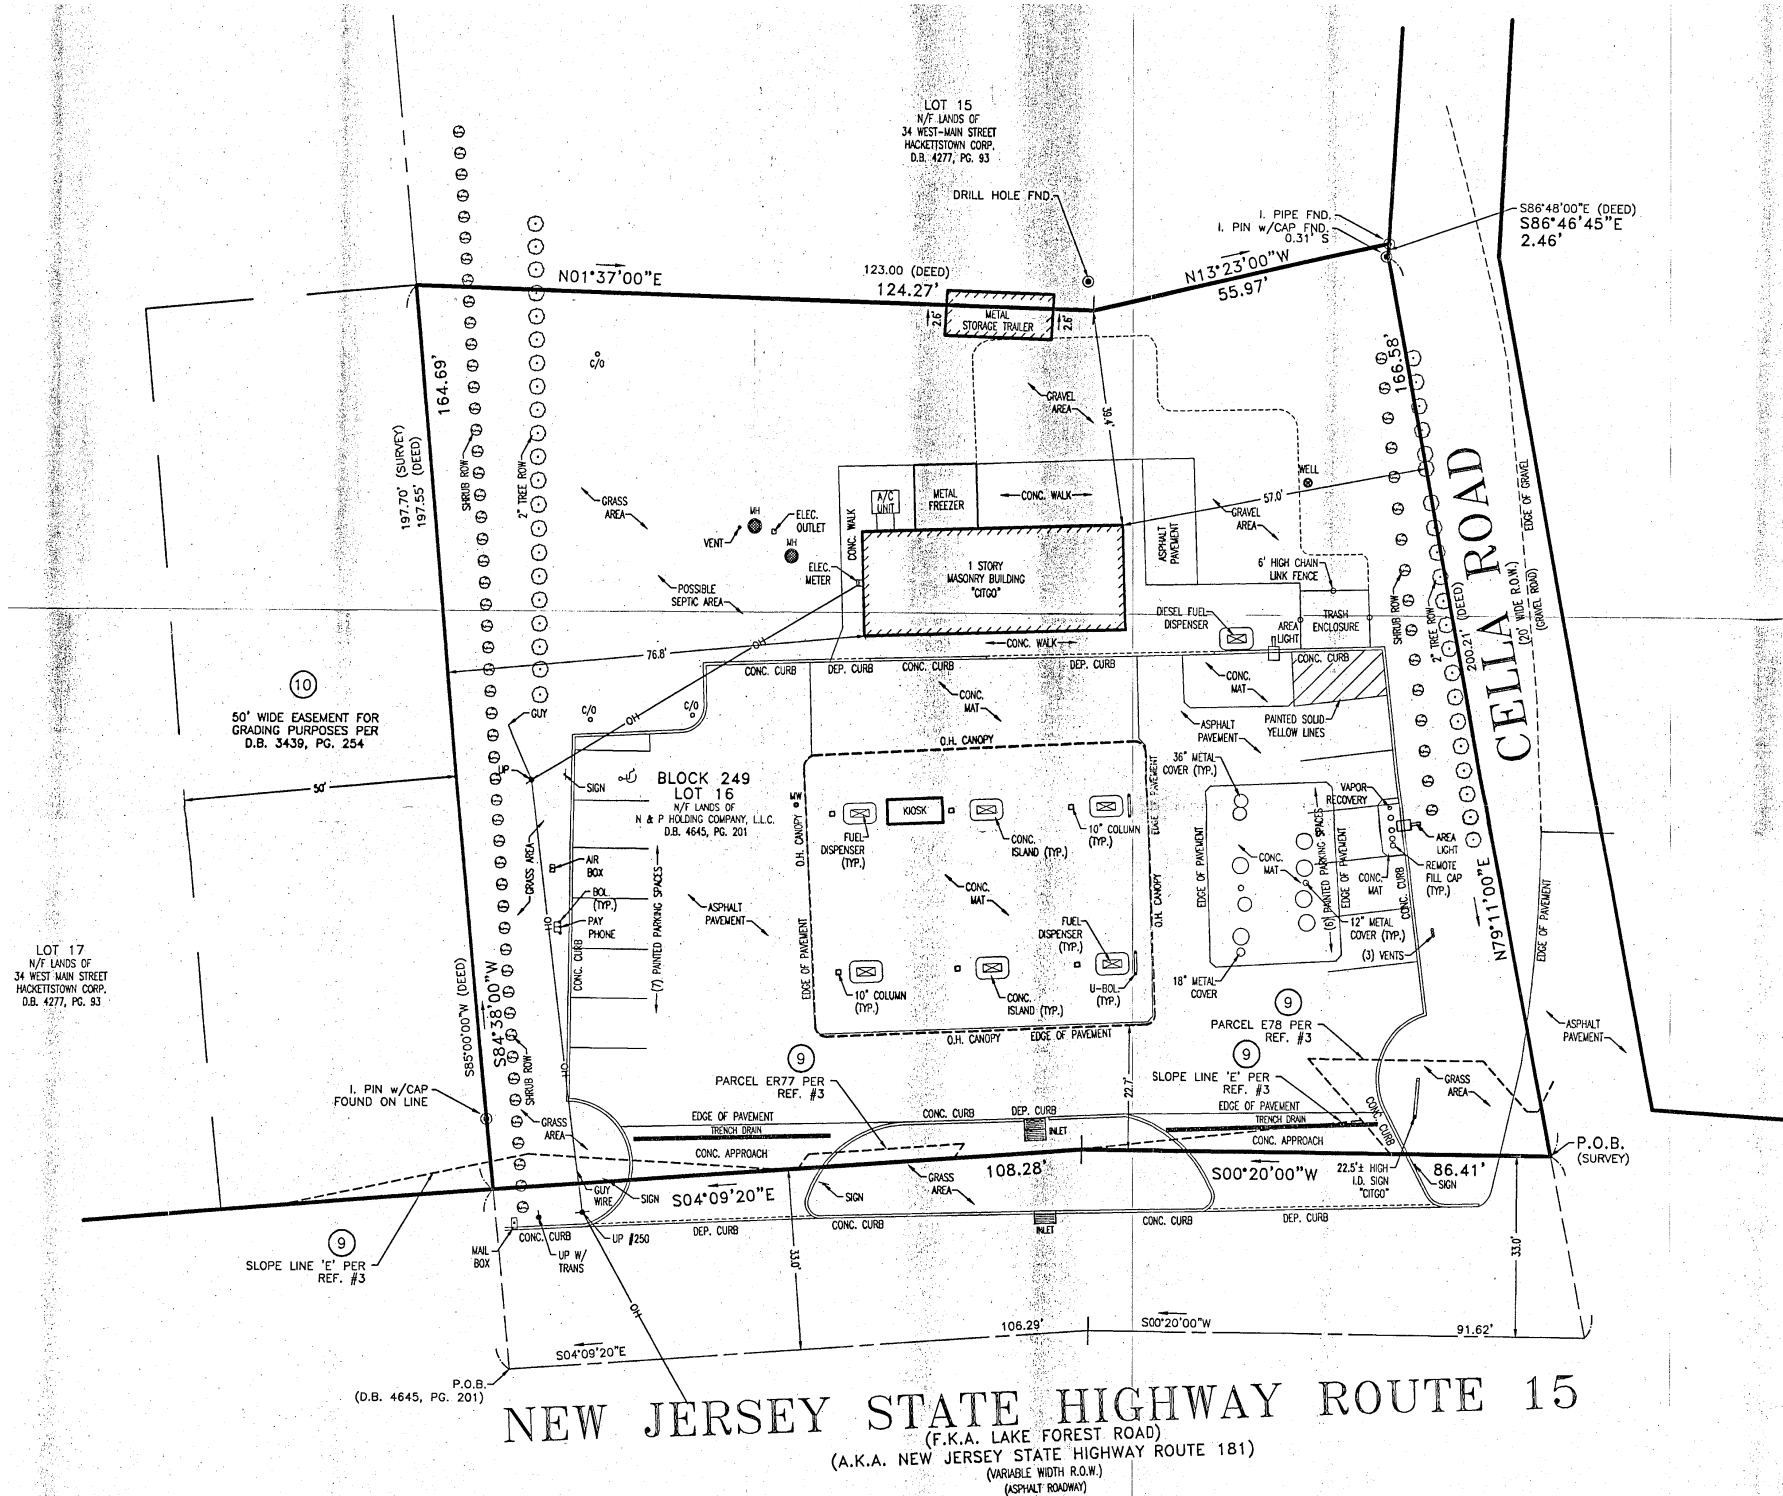 LOT 15
N/F LANDS OF
34 WEST-MAIN STREET
HACKETTSTOWN CORP.
D.B. 4277, PG. 93
DRILL HOLE FND.
I. PIPE FND.
I. PIN w/CAP FND.
0.31' S
S86°48'00"E (DEED)
S86°46'45"E
2.46'
N01°37'00"E
123.00 (DEED)
124.27'
N13°23'00"W
55.97'
METAL
STORAGE TRAILER
2.6'
2.6'
164.69'
197.70' (SURVEY)
197.55' (DEED)
SHRUB ROW
2" TREE ROW
C/O
GRAVEL
AREA
39.4'
166.58'
WELL
57.0'
GRASS
AREA
MH
VENT
ELEC.
OUTLET
MH
ELEC.
METER
CONC. WALK
A/C
UNIT
METAL
FREEZER
CONC. WALK
ASPHALT
PAVEMENT
GRAVEL
AREA
6' HIGH CHAIN
LINK FENCE
1 STORY
MASONRY BUILDING
"CITGO"
POSSIBLE
SEPTIC AREA
DIESEL FUEL
DISPENSER
AREA
LIGHT
TRASH
ENCLOSURE
SHRUB ROW
2" TREE ROW
200.21' (DEED)
CELLA ROAD
(20' WIDE R.O.W.)
(GRAVEL ROAD)
EDGE OF GRAVEL
OH
76.8'
CONC. WALK
CONC. CURB
DEP. CURB
CONC. CURB
DEP. CURB
CONC. CURB
10
50' WIDE EASEMENT FOR
GRADING PURPOSES PER
D.B. 3439, PG. 254
50'
GUY
C/O
C/O
OH
UP
SIGN
CONC.
MAT
CONC.
MAT
ASPHALT
PAVEMENT
PAINTED SOLID
YELLOW LINES
O.H. CANOPY
BLOCK 249
LOT 16
N/F LANDS OF
N & P HOLDING COMPANY, L.L.C.
D.B. 4645, PG. 201
MW
O.H. CANOPY
KIOSK
FUEL
DISPENSER
(TYP.)
CONC.
ISLAND (TYP.)
10" COLUMN
(TYP.)
EDGE OF PAVEMENT
36" METAL
COVER (TYP.)
VAPOR
RECOVERY
EDGE OF PAVEMENT
(6) PAINTED PARKING SPACES
EDGE OF PAVEMENT
CONC.
MAT
CONC.
MAT
CONC. CURB
AREA
LIGHT
REMOTE
FILL CAP
(TYP.)
GRASS AREA
AIR
BOX
BOL.
(TYP.)
PAY
PHONE
OH
CONC. CURB
(7) PAINTED PARKING SPACES
ASPHALT
PAVEMENT
CONC.
MAT
O.H. CANOPY
EDGE OF PAVEMENT
FUEL
DISPENSER
(TYP.)
12" METAL
COVER (TYP.)
(3) VENTS
N79°11'00"E
EDGE OF PAVEMENT
LOT 17
N/F LANDS OF
34 WEST MAIN STREET
HACKETTSTOWN CORP.
D.B. 4277, PG. 93
S85°00'00"W (DEED)
S84°38'00"W
SHRUB ROW
10" COLUMN
(TYP.)
CONC.
ISLAND (TYP.)
U-BOL.
(TYP.)
18" METAL
COVER
O.H. CANOPY
EDGE OF PAVEMENT
9
PARCEL E78 PER
REF. #3
ASPHALT
PAVEMENT
9
PARCEL ER77 PER
REF. #3
9
SLOPE LINE 'E' PER
REF. #3
22.7'
OH
GRASS
AREA
I. PIN w/CAP
FOUND ON LINE
GRASS
AREA
EDGE OF PAVEMENT
TRENCH DRAIN
CONC. APPROACH
CONC. CURB
DEP. CURB
INLET
EDGE OF PAVEMENT
TRENCH DRAIN
CONC. APPROACH
CONC. CURB
P.O.B.
(SURVEY)
GUY
WIRE
SIGN
S04°09'20"E
SIGN
GRASS
AREA
108.28'
S00°20'00"W
22.5'± HIGH
I.D. SIGN
"CITGO"
86.41'
SIGN
9
SLOPE LINE 'E' PER
REF. #3
MAIL
BOX
CONC. CURB
UP W/
TRANS
UP #250
DEP. CURB
33.0'
CONC. CURB
INLET
CONC. CURB
DEP. CURB
33.0'
OH
S04°09'20"E
106.29'
S00°20'00"W
91.62'
P.O.B.
(D.B. 4645, PG. 201)
NEW JERSEY STATE HIGHWAY ROUTE 15
(F.K.A. LAKE FOREST ROAD)
(A.K.A. NEW JERSEY STATE HIGHWAY ROUTE 181)
(VARIABLE WIDTH R.O.W.)
(ASPHALT ROADWAY)